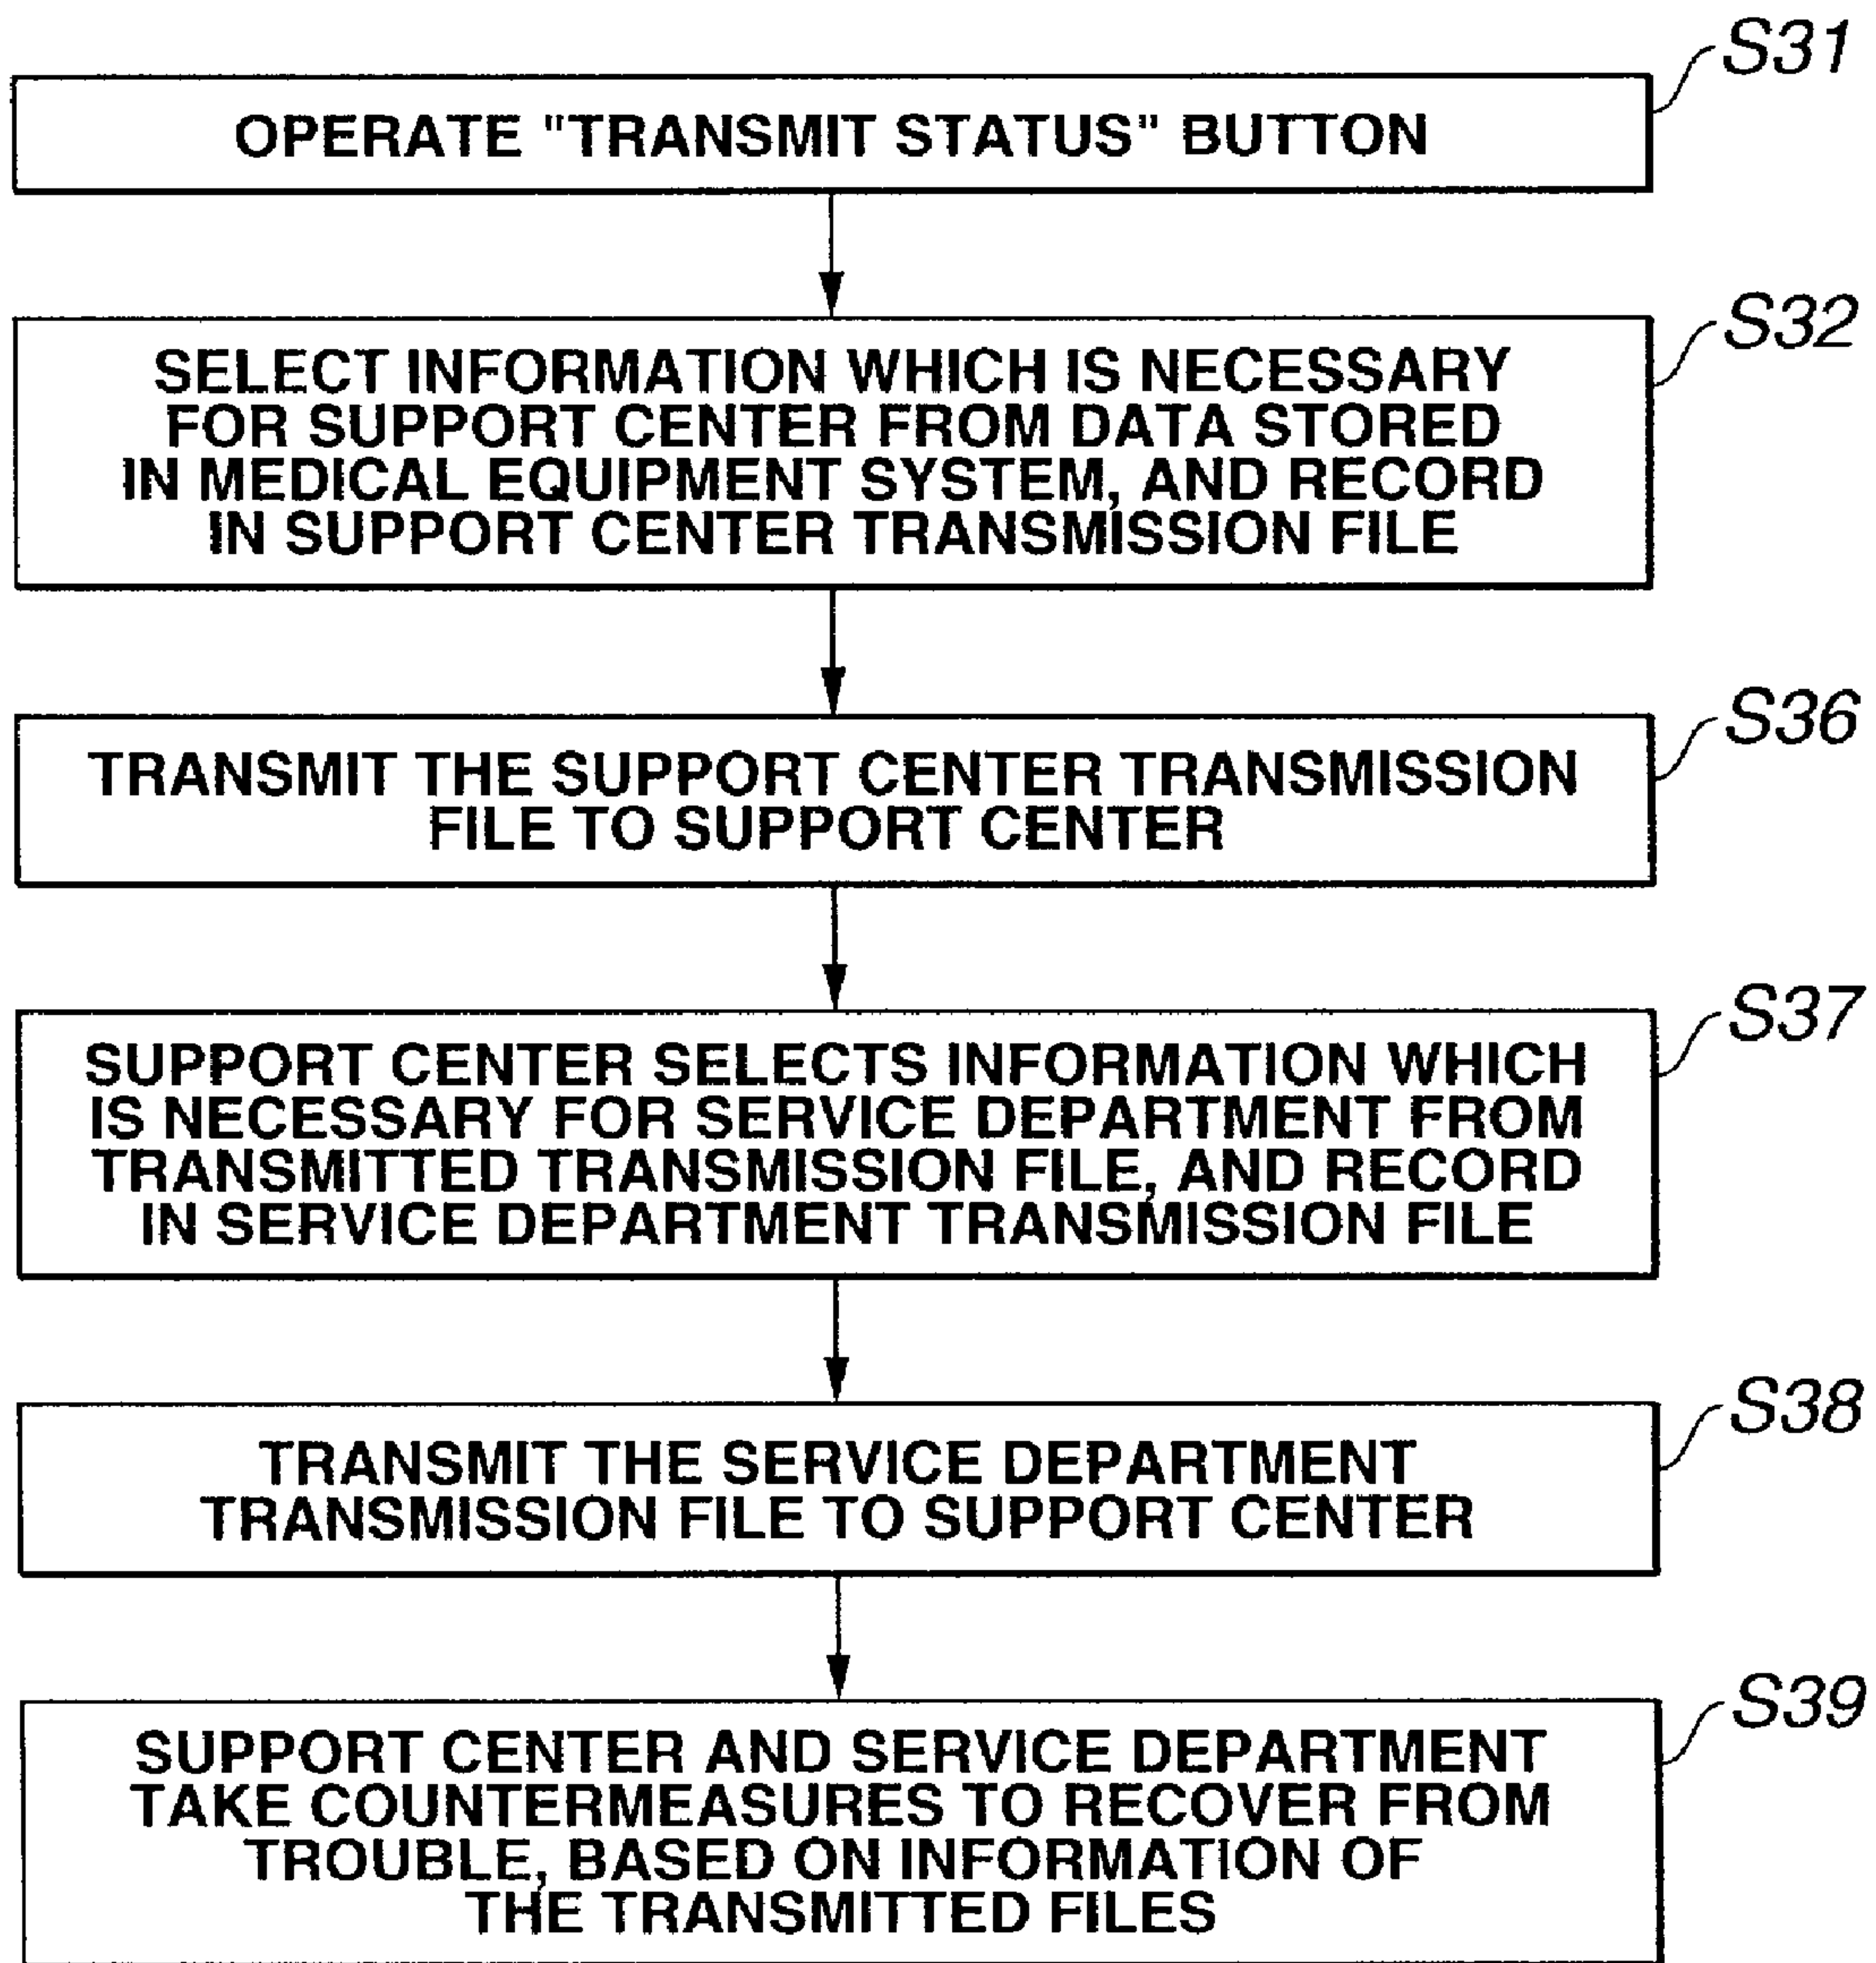 S31
OPERATE "TRANSMIT STATUS" BUTTON
S32
SELECT INFORMATION WHICH IS NECESSARY
FOR SUPPORT CENTER FROM DATA STORED
IN MEDICAL EQUIPMENT SYSTEM, AND RECORD
IN SUPPORT CENTER TRANSMISSION FILE
S36
TRANSMIT THE SUPPORT CENTER TRANSMISSION
FILE TO SUPPORT CENTER
S37
SUPPORT CENTER SELECTS INFORMATION WHICH
IS NECESSARY FOR SERVICE DEPARTMENT FROM
TRANSMITTED TRANSMISSION FILE, AND RECORD
IN SERVICE DEPARTMENT TRANSMISSION FILE
S38
TRANSMIT THE SERVICE DEPARTMENT
TRANSMISSION FILE TO SUPPORT CENTER
S39
SUPPORT CENTER AND SERVICE DEPARTMENT
TAKE COUNTERMEASURES TO RECOVER FROM
TROUBLE, BASED ON INFORMATION OF
THE TRANSMITTED FILES